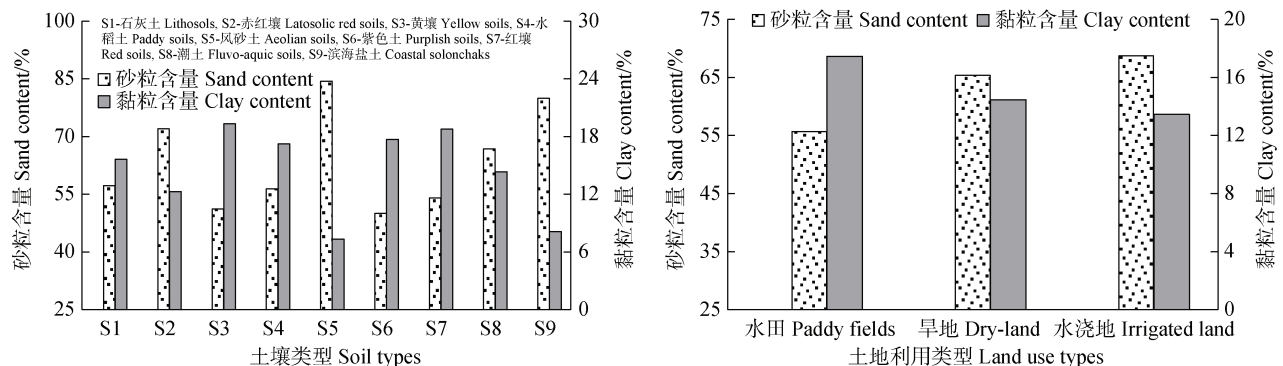 S1-石灰土 Lithosols, S2-赤红壤 Latosolic red soils, S3-黄壤 Yellow soils, S4-水
稻土 Paddy soils, S5-风砂土 Aeolian soils, S6-紫色土 Purplish soils, S7-红壤
Red soils, S8-潮土 Fluvo-aquic soils, S9-滨海盐土 Coastal solonchaks
砂粒含量 Sand content
黏粒含量 Clay content
砂粒含量 Sand content/%
100
85
70
55
40
25
30
24
18
12
6
0
黏粒含量 Clay content/%
S1 S2 S3 S4 S5 S6 S7 S8 S9
土壤类型 Soil types
砂粒含量 Sand content 黏粒含量 Clay content
砂粒含量 Sand content/%
75
65
55
45
35
25
20
16
12
8
4
0
黏粒含量 Clay content/%
水田 Paddy fields 旱地 Dry-land 水浇地 Irrigated land
土地利用类型 Land use types